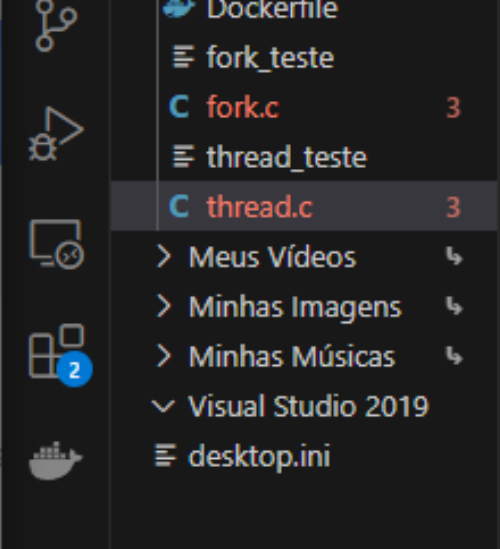 Dockerfile
fork_teste
C fork.c 3
thread_teste
C thread.c 3
Meus Vídeos
Minhas Imagens
Minhas Músicas
2
Visual Studio 2019
desktop.ini